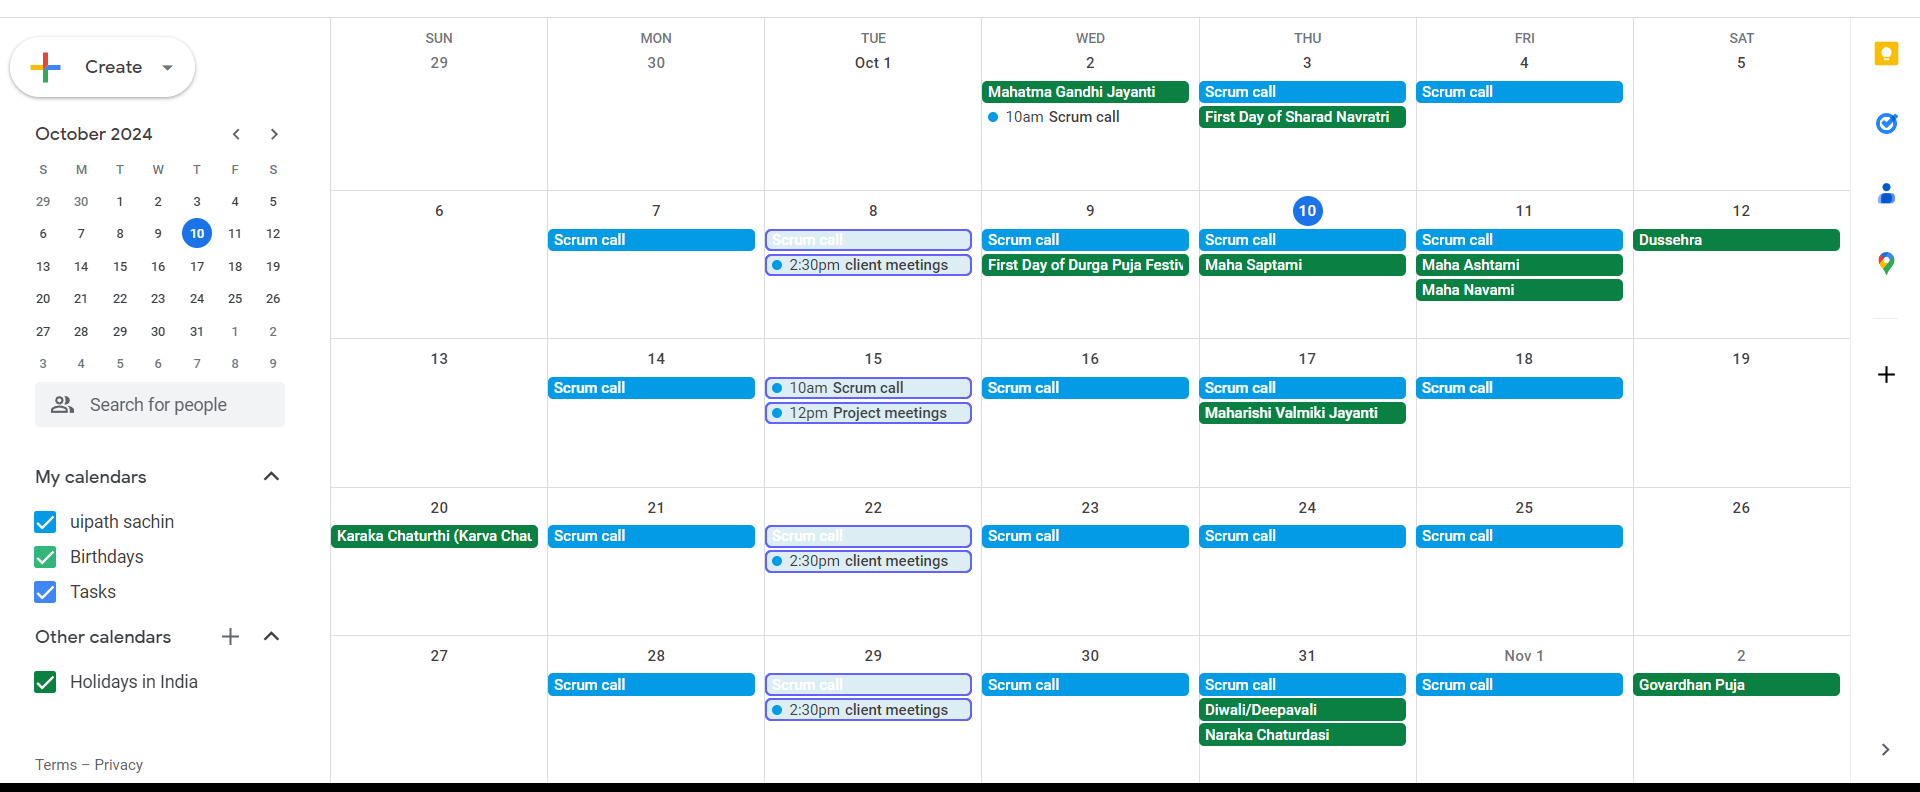 Create
October 2024
S M T W T F S
29 30 1 2 3 4 5
6 7 8 9 10 11 12
13 14 15 16 17 18 19
20 21 22 23 24 25 26
27 28 29 30 31 1 2
3 4 5 6 7 8 9
Search for people
My calendars
uipath sachin
Birthdays
Tasks
Other calendars
Holidays in India
Terms – Privacy
SUN MON TUE WED THU FRI SAT
29 30 Oct 1 2 3 4 5
Mahatma Gandhi Jayanti Scrum call Scrum call
10am Scrum call First Day of Sharad Navratri
6 7 8 9 10 11 12
Scrum call Scrum call Scrum call Scrum call Scrum call Dussehra
2:30pm client meetings First Day of Durga Puja Festiv Maha Saptami Maha Ashtami
Maha Navami
13 14 15 16 17 18 19
Scrum call 10am Scrum call Scrum call Scrum call Scrum call
12pm Project meetings Maharishi Valmiki Jayanti
20 21 22 23 24 25 26
Karaka Chaturthi (Karva Chau Scrum call Scrum call Scrum call Scrum call Scrum call
2:30pm client meetings
27 28 29 30 31 Nov 1 2
Scrum call Scrum call Scrum call Scrum call Scrum call Govardhan Puja
2:30pm client meetings Diwali/Deepavali
Naraka Chaturdasi